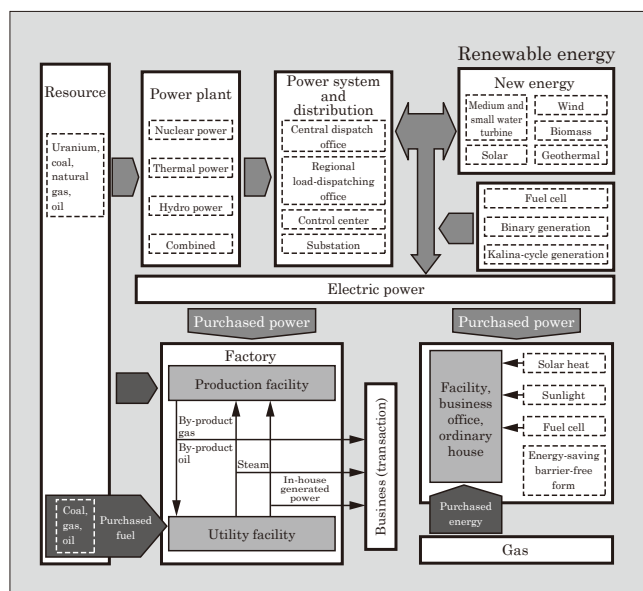 Renewable energy
Resource
Uranium,
coal,
natural
gas,
oil
Power plant
Nuclear power
Thermal power
Hydro power
Combined
Power system
and
distribution
Central dispatch
office
Regional
load-dispatching
office
Control center
Substation
New energy
Medium and
small water
turbine
Wind
Biomass
Solar
Geothermal
Fuel cell
Binary generation
Kalina-cycle generation
Electric power
Purchased power
Purchased power
Factory
Production facility
By-product
gas
By-product
oil
Steam
In-house
generated
power
Utility facility
Business (transaction)
Facility,
business
office,
ordinary
house
Solar heat
Sunlight
Fuel cell
Energy-saving
barrier-free
form
Coal,
gas,
oil
Purchased
fuel
Purchased
energy
Gas